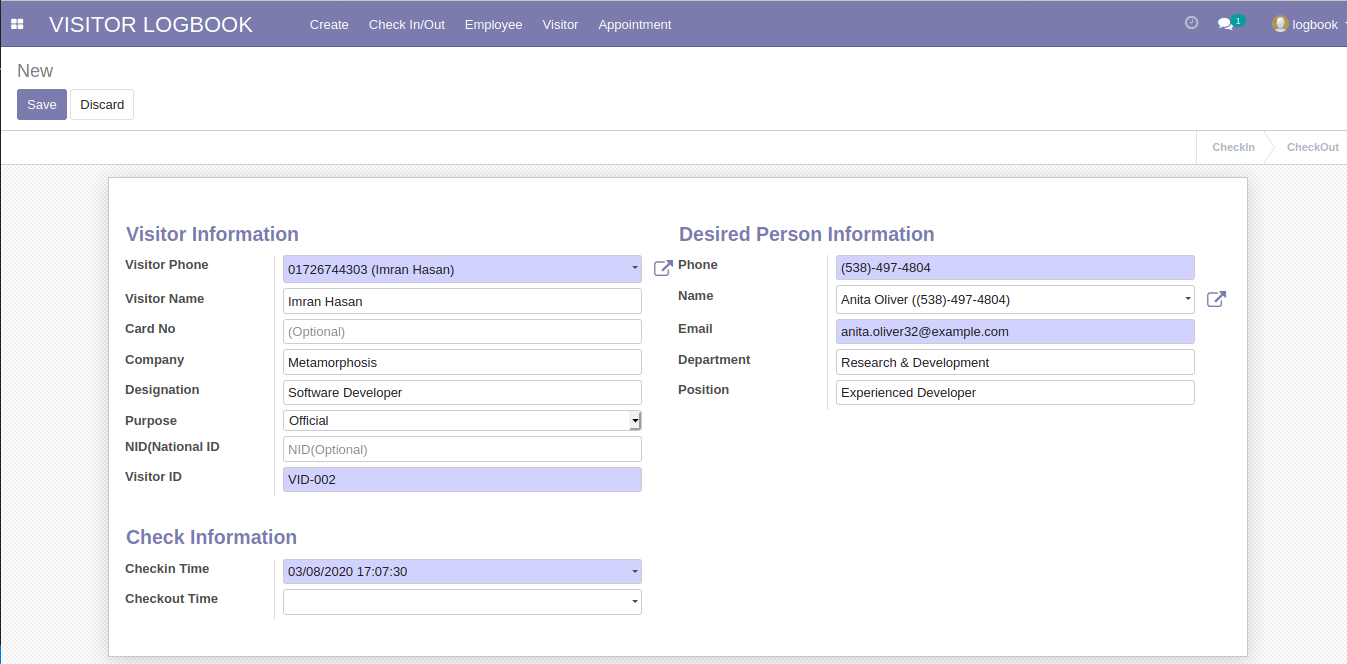 VISITOR LOGBOOK Create Check In/Out Employee Visitor Appointment 1 logbook
New
Save Discard
CheckIn CheckOut
Visitor Information
Visitor Phone 01726744303 (Imran Hasan)
Visitor Name Imran Hasan
Card No (Optional)
Company Metamorphosis
Designation Software Developer
Purpose Official
NID(National ID NID(Optional)
Visitor ID VID-002
Desired Person Information
Phone (538)-497-4804
Name Anita Oliver ((538)-497-4804)
Email anita.oliver32@example.com
Department Research & Development
Position Experienced Developer
Check Information
Checkin Time 03/08/2020 17:07:30
Checkout Time